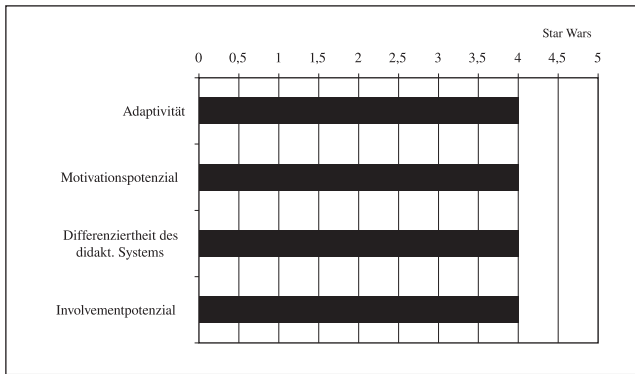 Star Wars
0 0,5 1 1,5 2 2,5 3 3,5 4 4,5 5
Adaptivität
Motivationspotenzial
Differenziertheit des
didakt. Systems
Involvementpotenzial